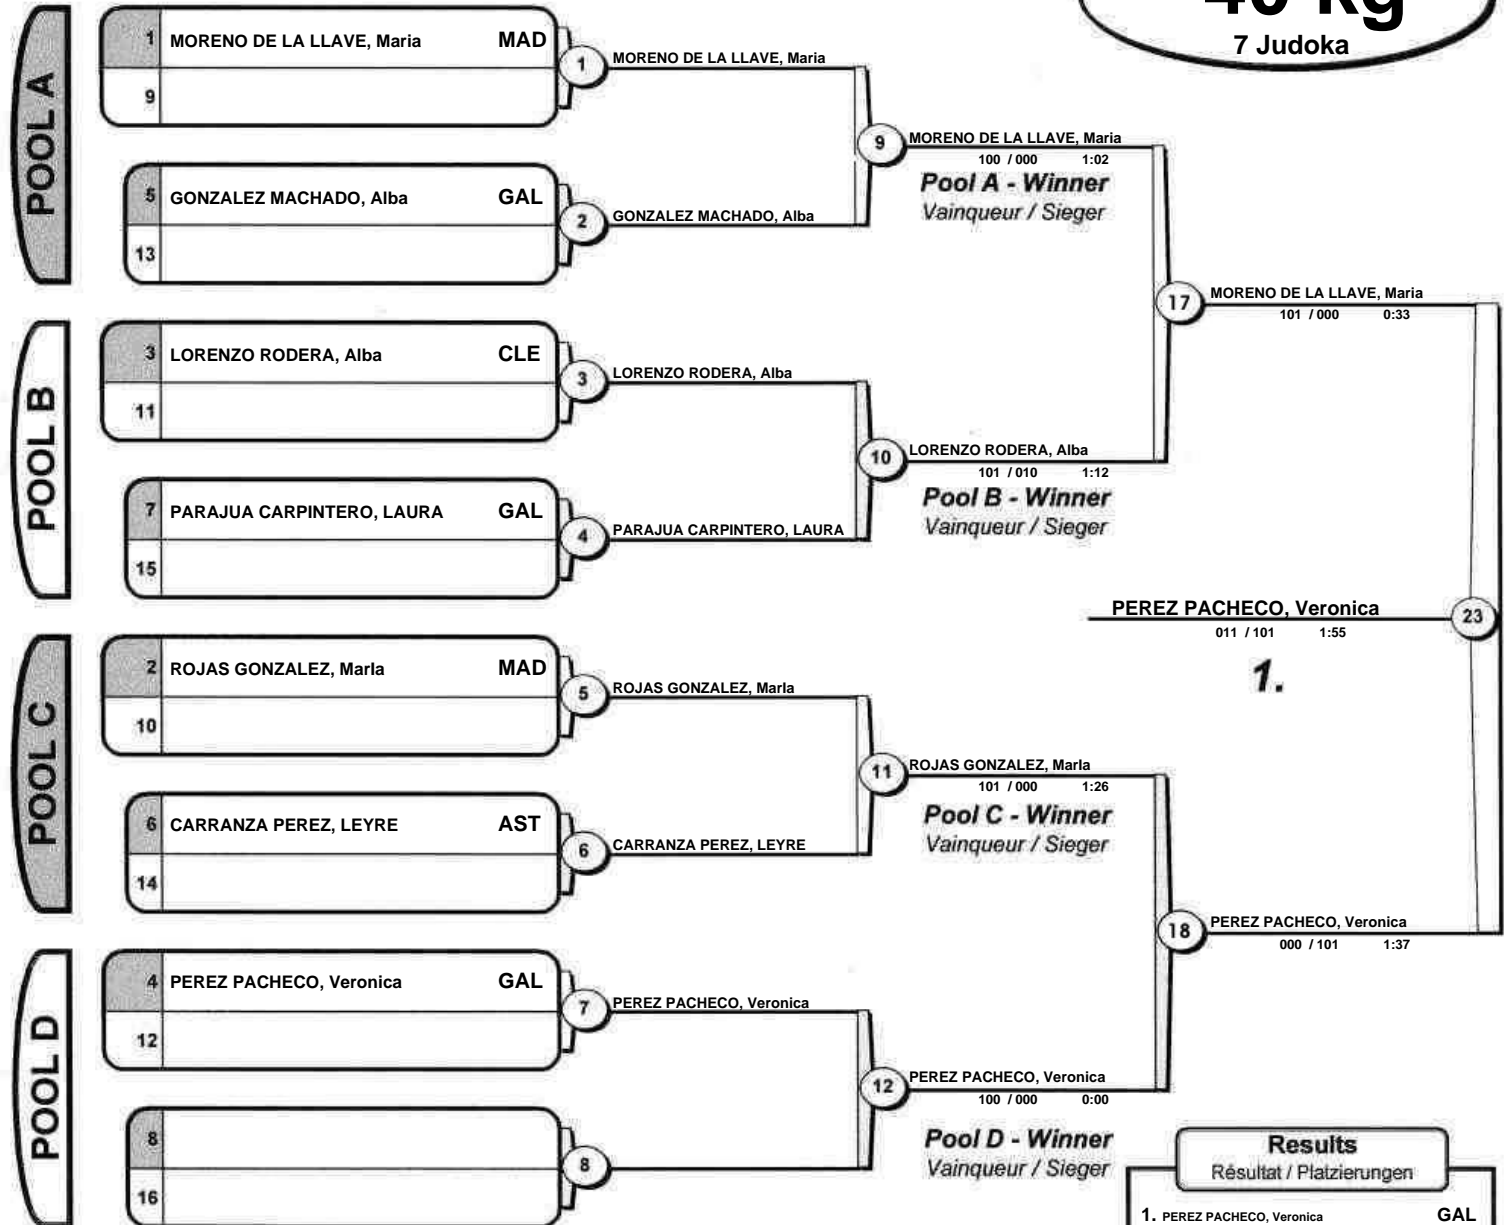 40 kg
7 Judoka
POOL A
1 MORENO DE LA LLAVE, Maria MAD
9
1
MORENO DE LA LLAVE, Maria
5 GONZALEZ MACHADO, Alba GAL
13
2
GONZALEZ MACHADO, Alba
9
MORENO DE LA LLAVE, Maria
100 / 000 1:02
Pool A - Winner
Vainqueur / Sieger
POOL B
3 LORENZO RODERA, Alba CLE
11
3
LORENZO RODERA, Alba
7 PARAJUA CARPINTERO, LAURA GAL
15
4
PARAJUA CARPINTERO, LAURA
10
LORENZO RODERA, Alba
101 / 010 1:12
Pool B - Winner
Vainqueur / Sieger
17
MORENO DE LA LLAVE, Maria
101 / 000 0:33
PEREZ PACHECO, Veronica
011 / 101 1:55
23
1.
POOL C
2 ROJAS GONZALEZ, Marla MAD
10
5
ROJAS GONZALEZ, Marla
6 CARRANZA PEREZ, LEYRE AST
14
6
CARRANZA PEREZ, LEYRE
11
ROJAS GONZALEZ, Marla
101 / 000 1:26
Pool C - Winner
Vainqueur / Sieger
18
PEREZ PACHECO, Veronica
000 / 101 1:37
POOL D
4 PEREZ PACHECO, Veronica GAL
12
7
PEREZ PACHECO, Veronica
8
16
8
12
PEREZ PACHECO, Veronica
100 / 000 0:00
Pool D - Winner
Vainqueur / Sieger
Results
Résultat / Platzierungen
1. PEREZ PACHECO, Veronica GAL